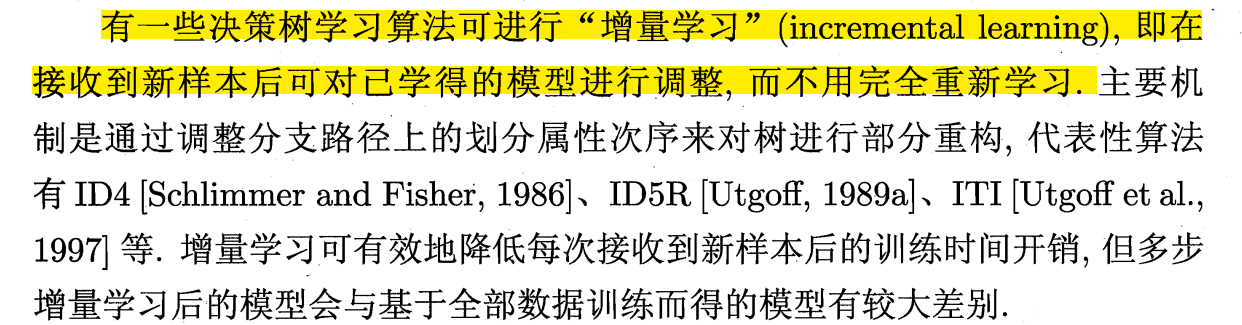 有一些决策树学习算法可进行“增量学习”(incremental learning), 即在
接收到新样本后可对已学得的模型进行调整, 而不用完全重新学习. 主要机
制是通过调整分支路径上的划分属性次序来对树进行部分重构, 代表性算法
有 ID4 [Schlimmer and Fisher, 1986]、ID5R [Utgoff, 1989a]、ITI [Utgoff et al.,
1997] 等. 增量学习可有效地降低每次接收到新样本后的训练时间开销, 但多步
增量学习后的模型会与基于全部数据训练而得的模型有较大差别.